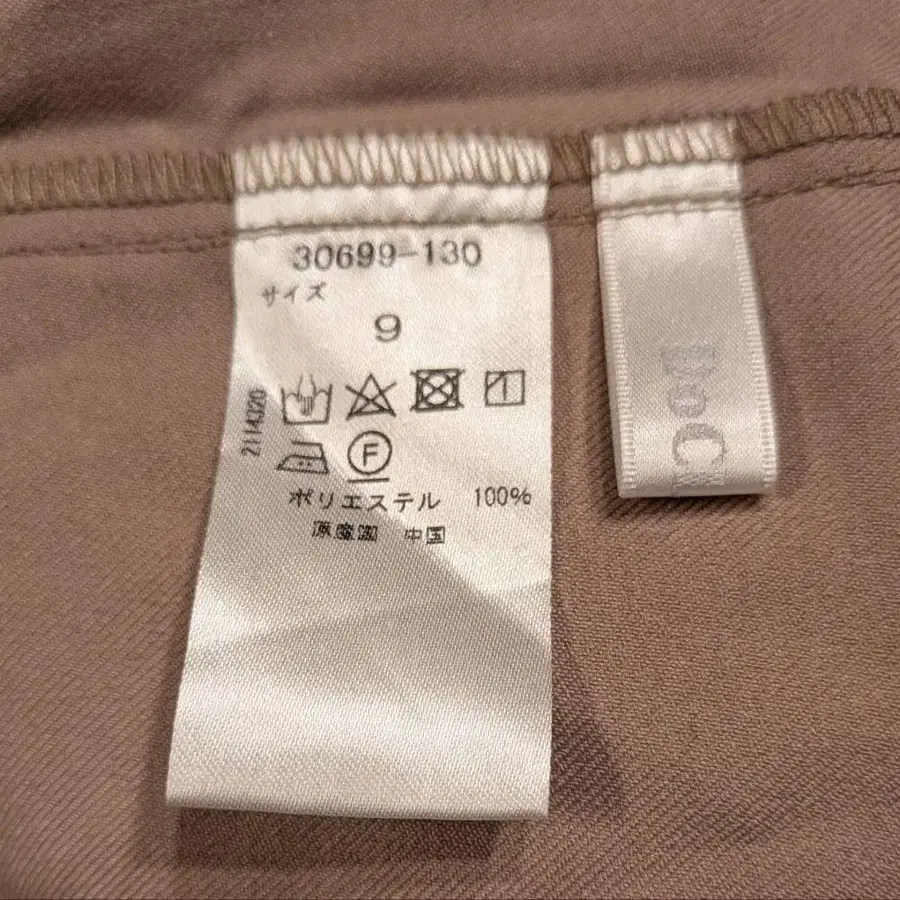 30699-130
サイズ
9
2114320
F
ポリエステル 100%
原産国 中国
DoC